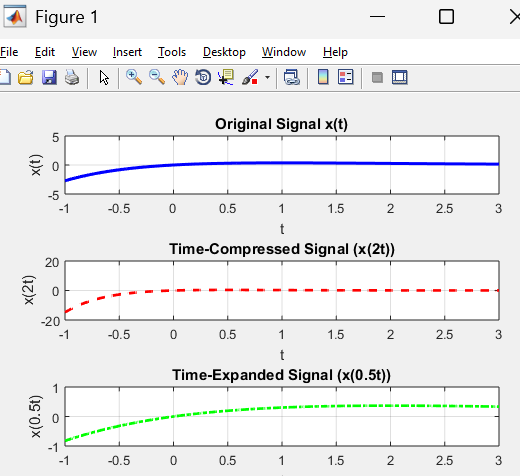 Figure 1
File Edit View Insert Tools Desktop Window Help
Original Signal x(t)
x(t)
5
0
-5
-1 -0.5 0 0.5 1 1.5 2 2.5 3
t
Time-Compressed Signal (x(2t))
x(2t)
20
0
-20
-1 -0.5 0 0.5 1 1.5 2 2.5 3
t
Time-Expanded Signal (x(0.5t))
x(0.5t)
1
0
-1
-1 -0.5 0 0.5 1 1.5 2 2.5 3